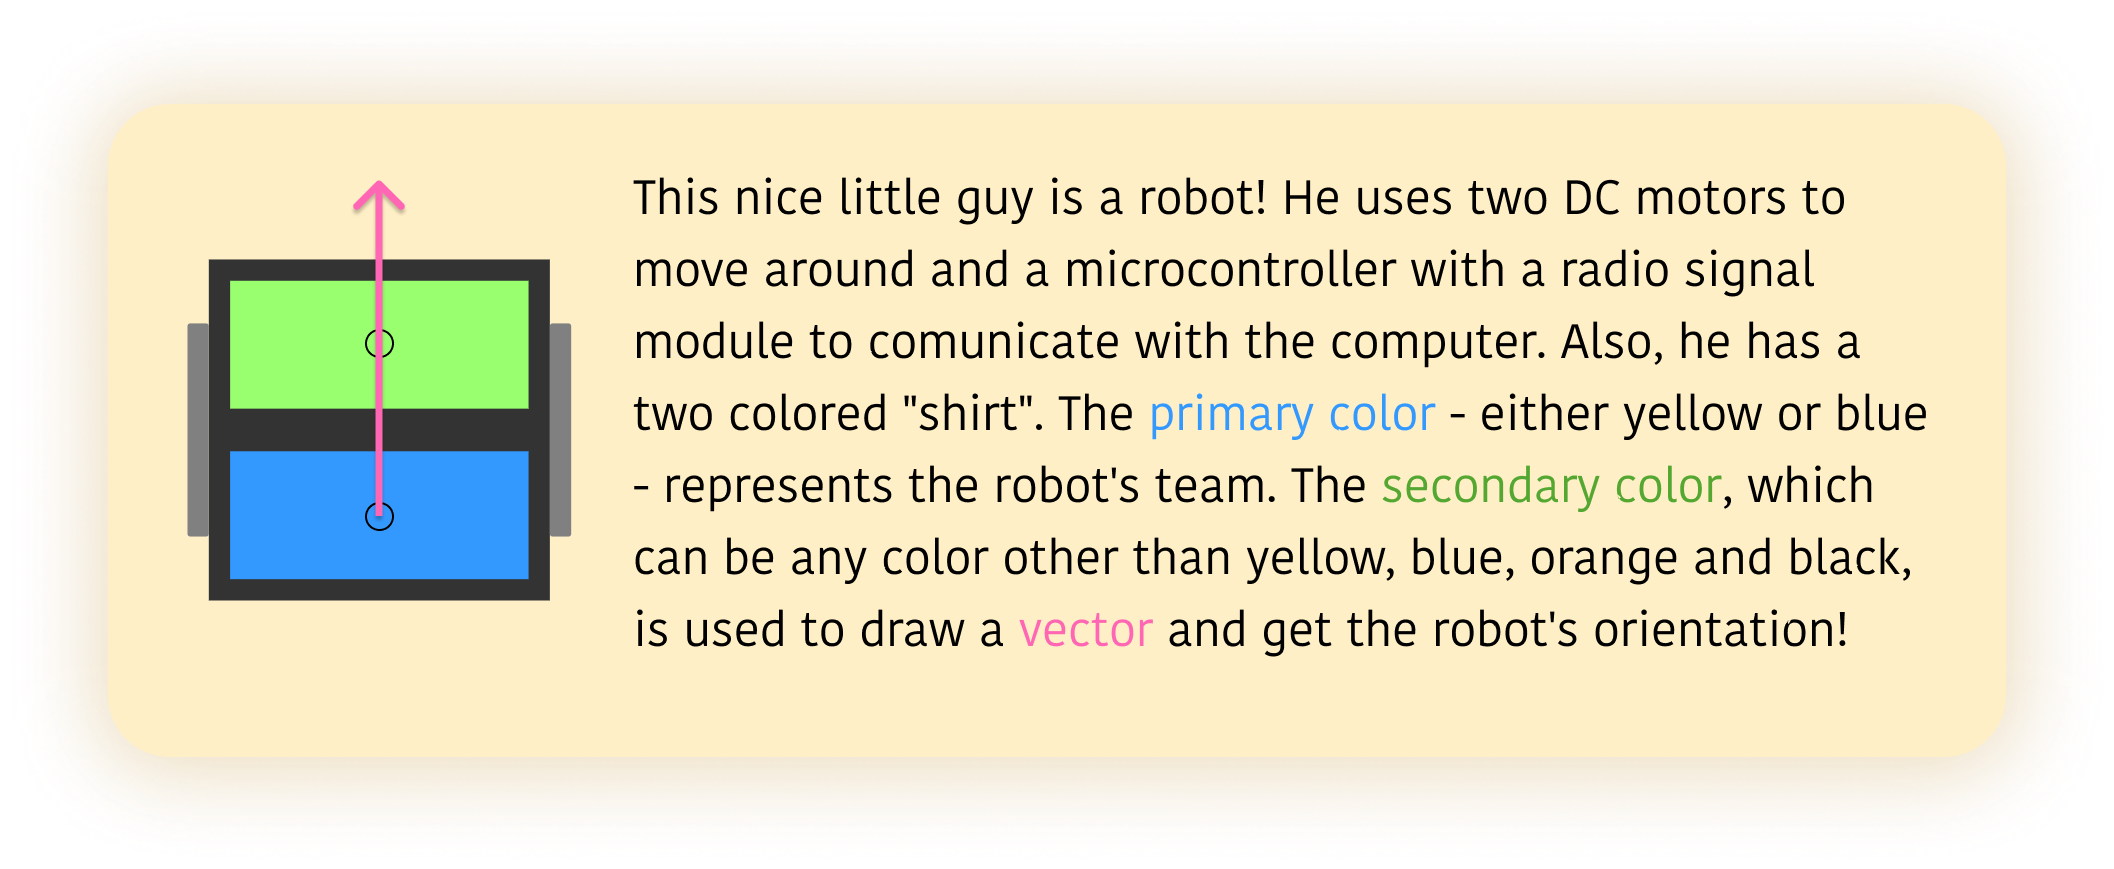 This nice little guy is a robot! He uses two DC motors to
move around and a microcontroller with a radio signal
module to comunicate with the computer. Also, he has a
two colored "shirt". The primary color - either yellow or blue
- represents the robot's team. The secondary color, which
can be any color other than yellow, blue, orange and black,
is used to draw a vector and get the robot's orientation!